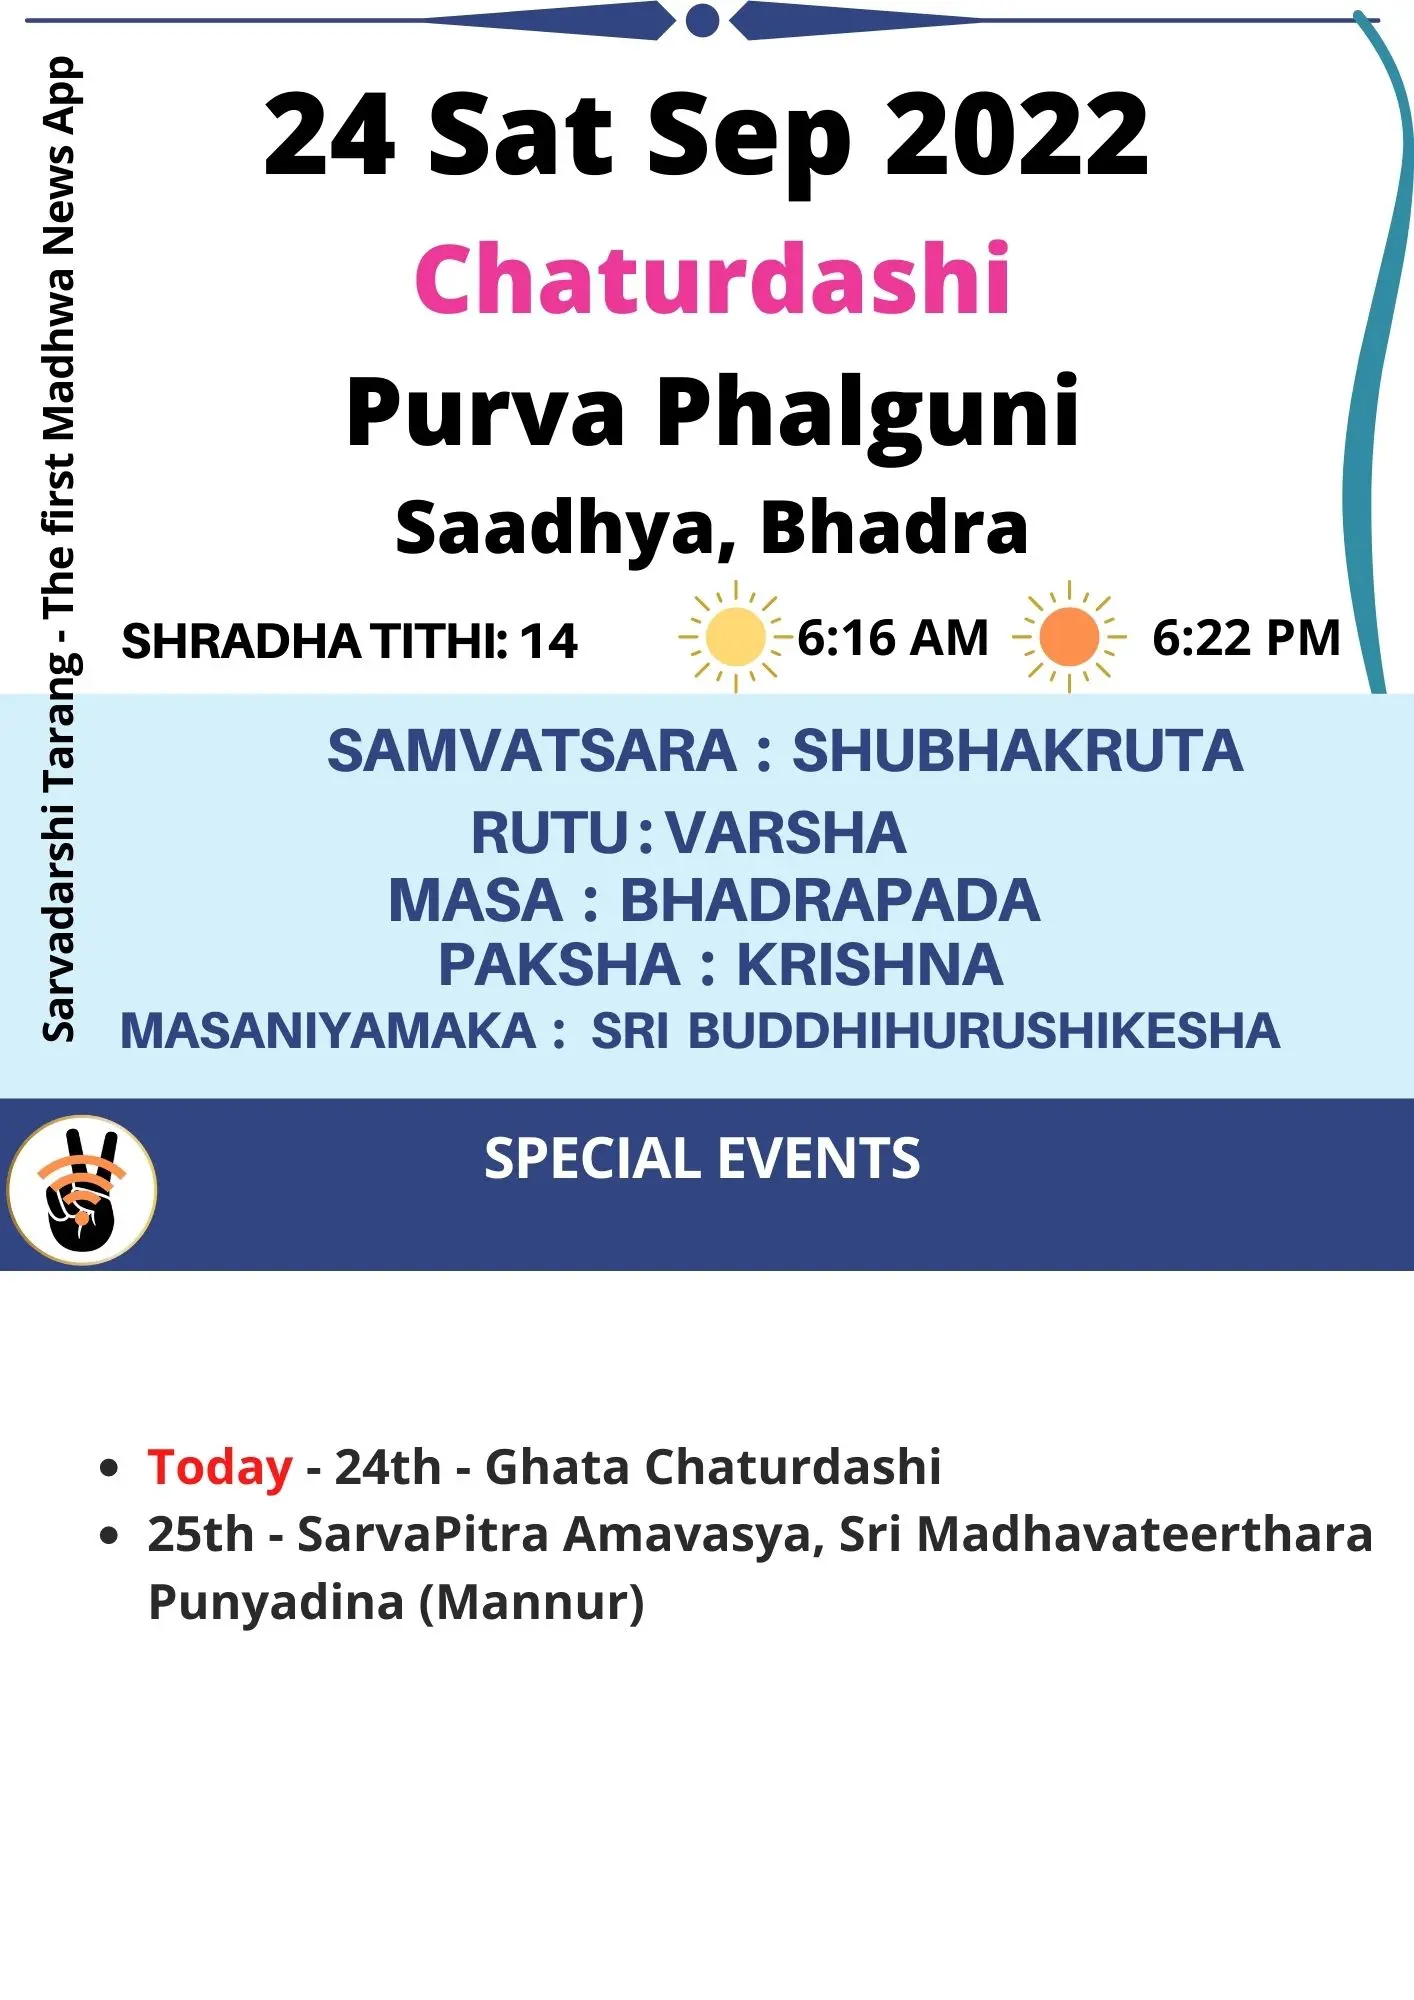 24 Sat Sep 2022
Chaturdashi
Purva Phalguni
Saadhya, Bhadra
SHRADHA TITHI: 14 6:16 AM 6:22 PM
Sarvadarshi Tarang - The first Madhwa News App
SAMVATSARA : SHUBHAKRUTA
RUTU : VARSHA
MASA : BHADRAPADA
PAKSHA : KRISHNA
MASANIYAMAKA : SRI BUDDHIHURUSHIKESHA
SPECIAL EVENTS
• Today - 24th - Ghata Chaturdashi
• 25th - SarvaPitra Amavasya, Sri Madhavateerthara
Punyadina (Mannur)